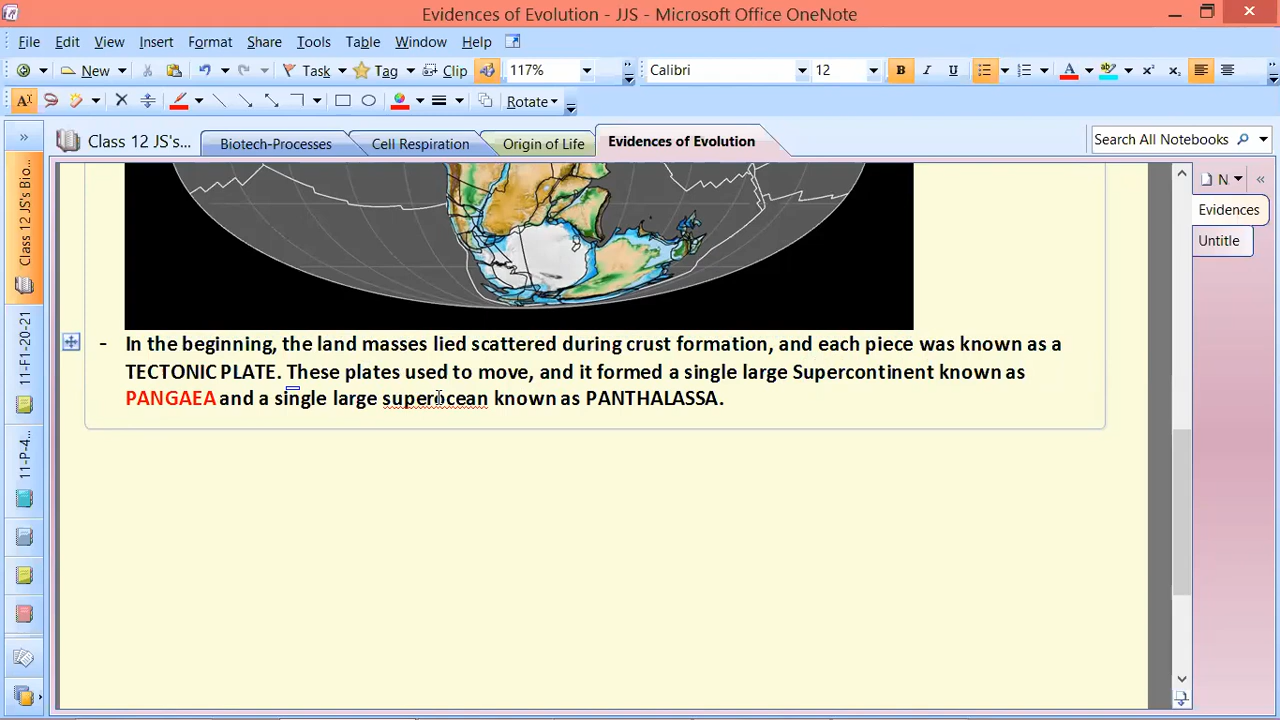 Evidences of Evolution - JJS - Microsoft Office OneNote
File Edit View Insert Format Share Tools Table Window Help
New Task Tag Clip 117% Calibri 12 B I U
Rotate
Class 12 JS's... Biotech-Processes Cell Respiration Origin of Life Evidences of Evolution Search All Notebooks
Class 12 JS's Bio...
11-F1-20-21
11-P-4...
N
Evidences
Untitle
- In the beginning, the land masses lied scattered during crust formation, and each piece was known as a
TECTONIC PLATE. These plates used to move, and it formed a single large Supercontinent known as
PANGAEA and a single large superocean known as PANTHALASSA.